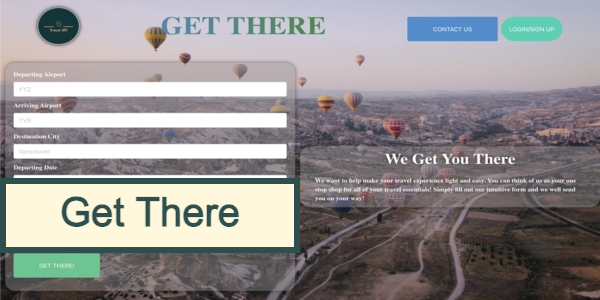 GET THERE
CONTACT US
LOGIN/SIGN UP
Departing Airport
YYZ
Arriving Airport
YVR
Destination City
Vancouver
Departing Date
Get There
GET THERE!
We Get You There
We want to help make your travel experience light and easy. You can think of us as your one
stop shop for all of your travel essentials! Simply fill out our intuitive form and we well send
you on your way!